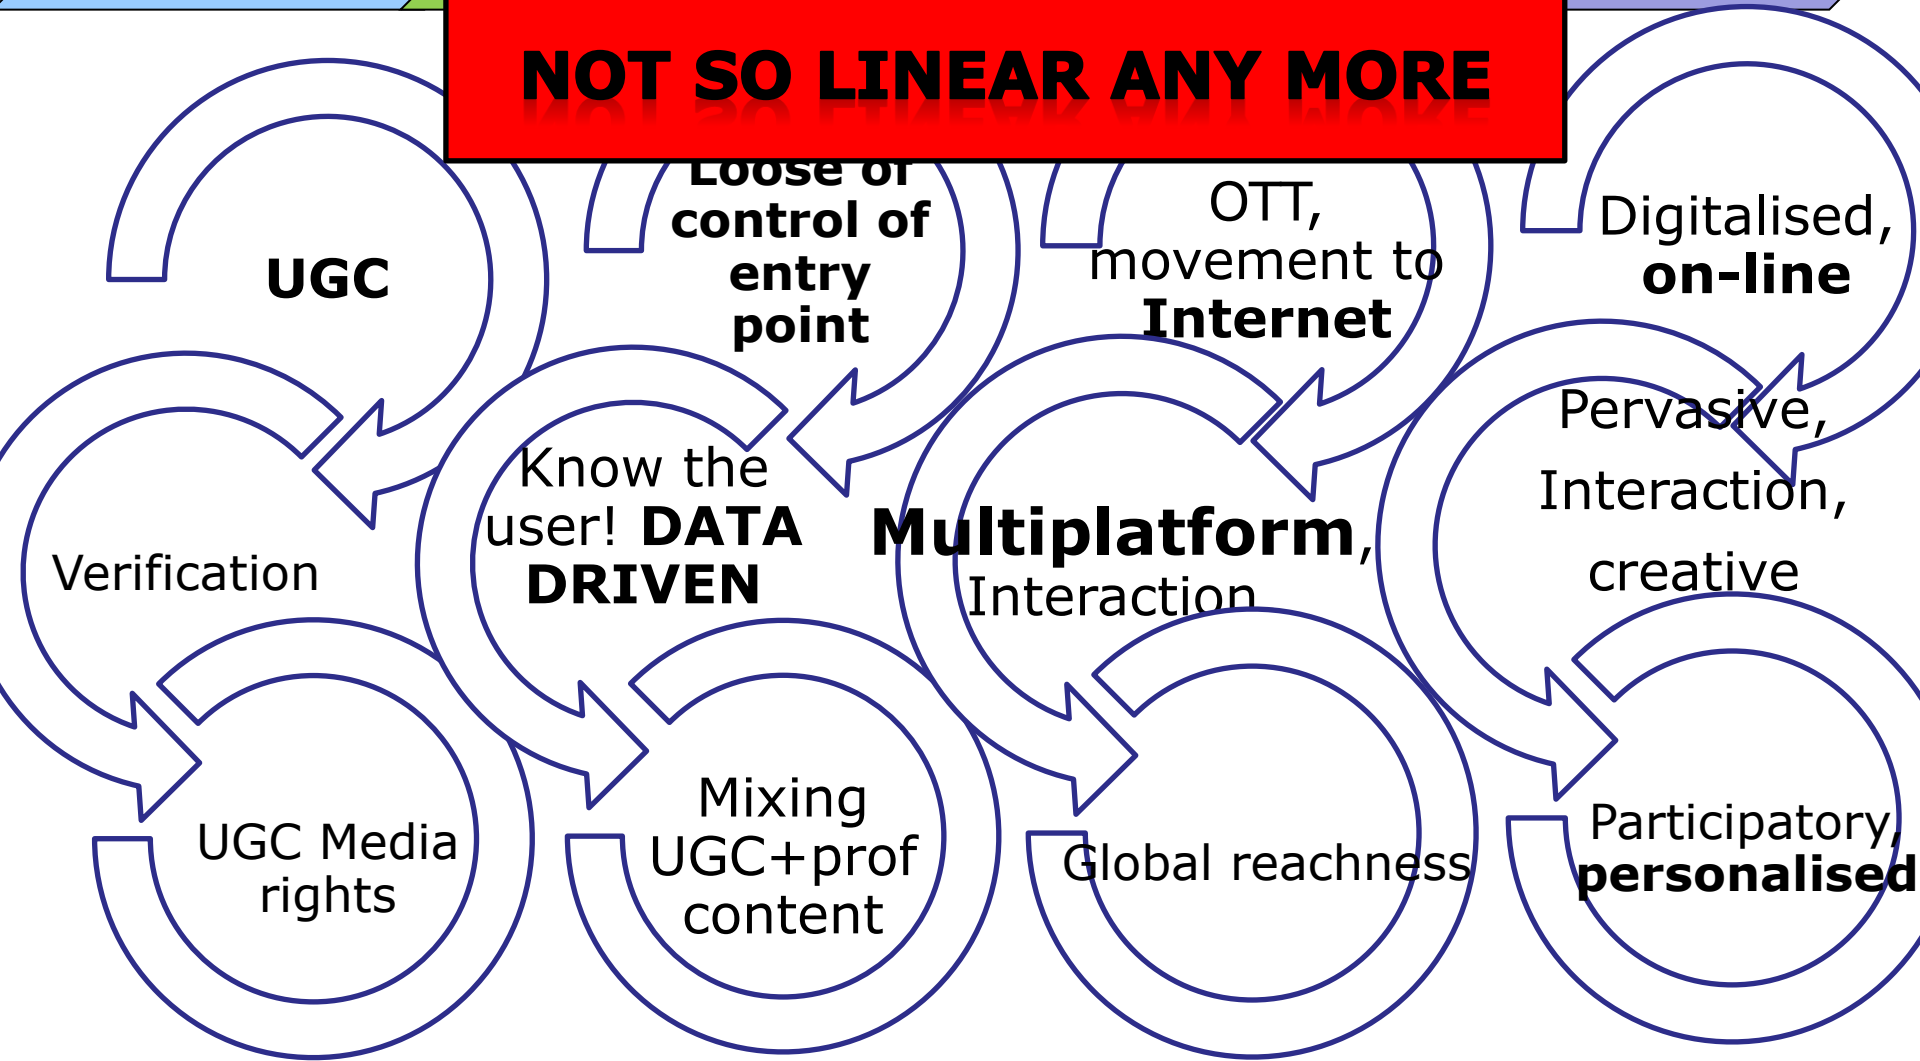 NOT SO LINEAR ANY MORE
UGC
Verification
UGC Media
rights
Loose of
control of
entry
point
Know the
user! DATA
DRIVEN
Mixing
UGC+prof
content
OTT,
movement to
Internet
Multiplatform,
Interaction
Global reachness
Digitalised,
on-line
Pervasive,
Interaction,
creative
Participatory,
personalised